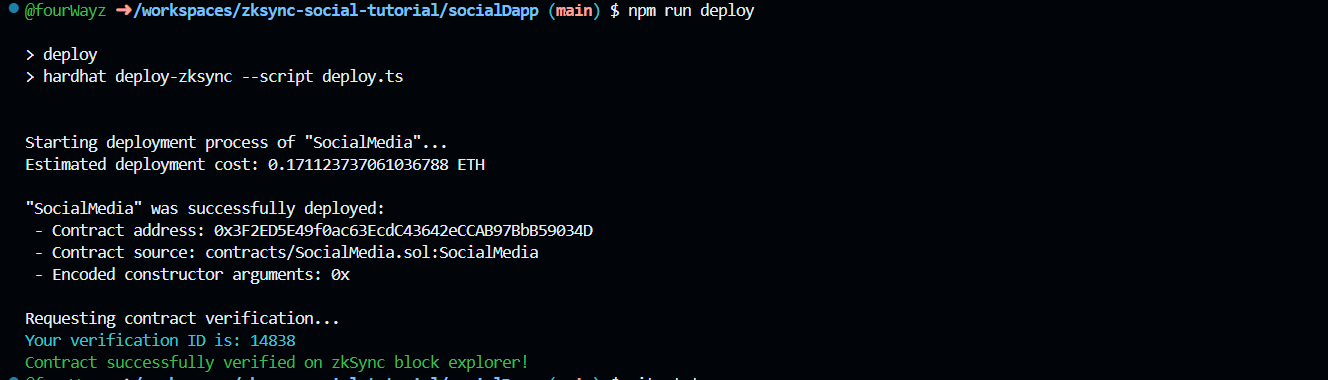 @fourWayz ➜/workspaces/zksync-social-tutorial/socialDapp (main) $ npm run deploy
> deploy
> hardhat deploy-zksync --script deploy.ts
Starting deployment process of "SocialMedia"...
Estimated deployment cost: 0.171123737061036788 ETH
"SocialMedia" was successfully deployed:
- Contract address: 0x3F2ED5E49f0ac63EcdC43642eCCAB97BbB59034D
- Contract source: contracts/SocialMedia.sol:SocialMedia
- Encoded constructor arguments: 0x
Requesting contract verification...
Your verification ID is: 14838
Contract successfully verified on zkSync block explorer!